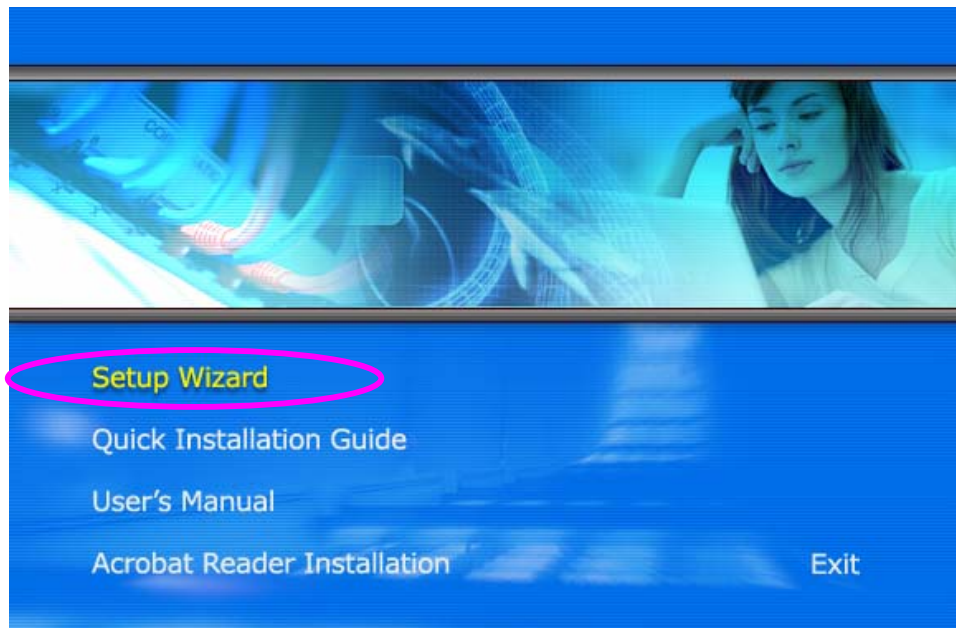 Setup Wizard
Quick Installation Guide
User's Manual
Acrobat Reader Installation
Exit